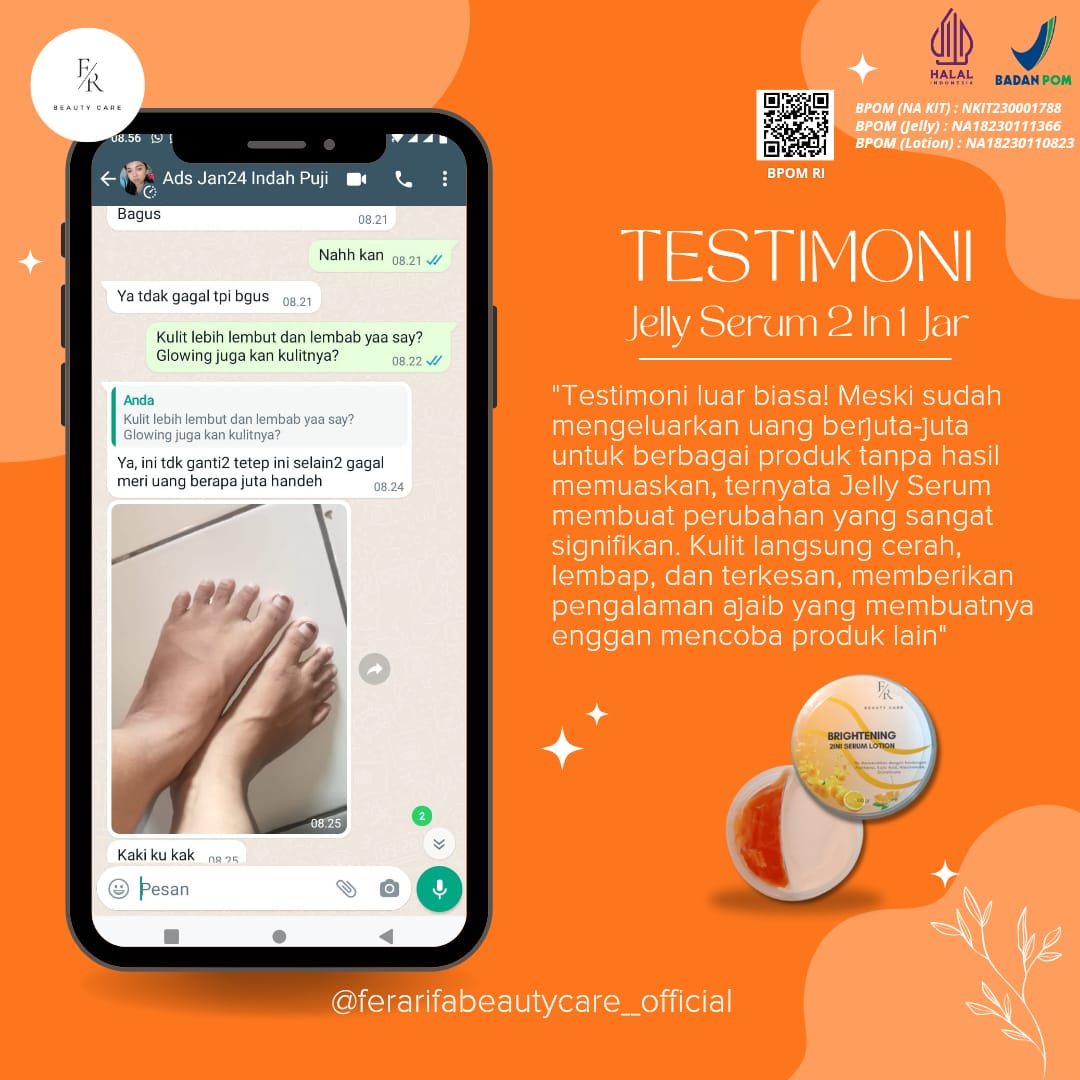 F/R
BEAUTY CARE
HALAL
INDONESIA
BADAN POM
BPOM (NA KIT) : NKIT230001788
BPOM (Jelly) : NA18230111366
BPOM (Lotion) : NA18230110823
BPOM RI
08.56
Ads Jan24 Indah Puji
Bagus 08.21
Nahh kan 08.21
Ya tdak gagal tpi bgus 08.21
Kulit lebih lembut dan lembab yaa say?
Glowing juga kan kulitnya? 08.22
Anda
Kulit lebih lembut dan lembab yaa say?
Glowing juga kan kulitnya?
Ya, ini tdk ganti2 tetep ini selain2 gagal
meri uang berapa juta handeh 08.24
08.25
2
Kaki ku kak 08.25
Pesan
TESTIMONI
Jelly Serum 2 In 1 Jar
"Testimoni luar biasa! Meski sudah
mengeluarkan uang berjuta-juta
untuk berbagai produk tanpa hasil
memuaskan, ternyata Jelly Serum
membuat perubahan yang sangat
signifikan. Kulit langsung cerah,
lembap, dan terkesan, memberikan
pengalaman ajaib yang membuatnya
enggan mencoba produk lain"
F/R
BEAUTY CARE
BRIGHTENING
2IN1 SERUM LOTION
@ferarifabeautycare__official